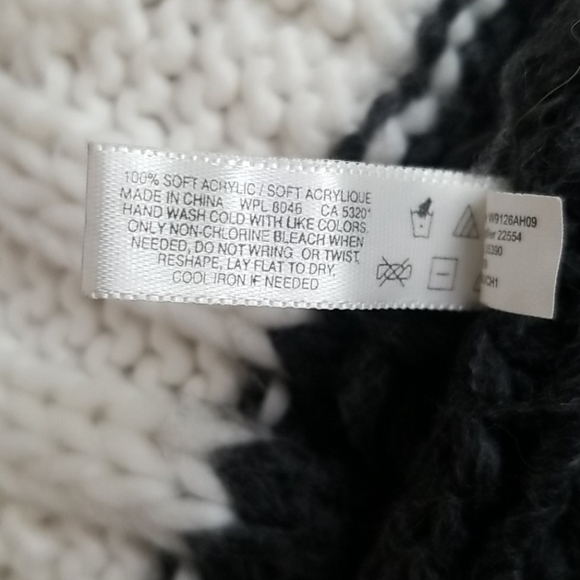 100% SOFT ACRYLIC / SOFT ACRYLIQUE
MADE IN CHINA WPL 8046 CA 5320
HAND WASH COLD WITH LIKE COLORS.
ONLY NON-CHLORINE BLEACH WHEN
NEEDED, DO NOT WRING OR TWIST,
RESHAPE, LAY FLAT TO DRY.
COOL IRON IF NEEDED
W9126AH09
22554